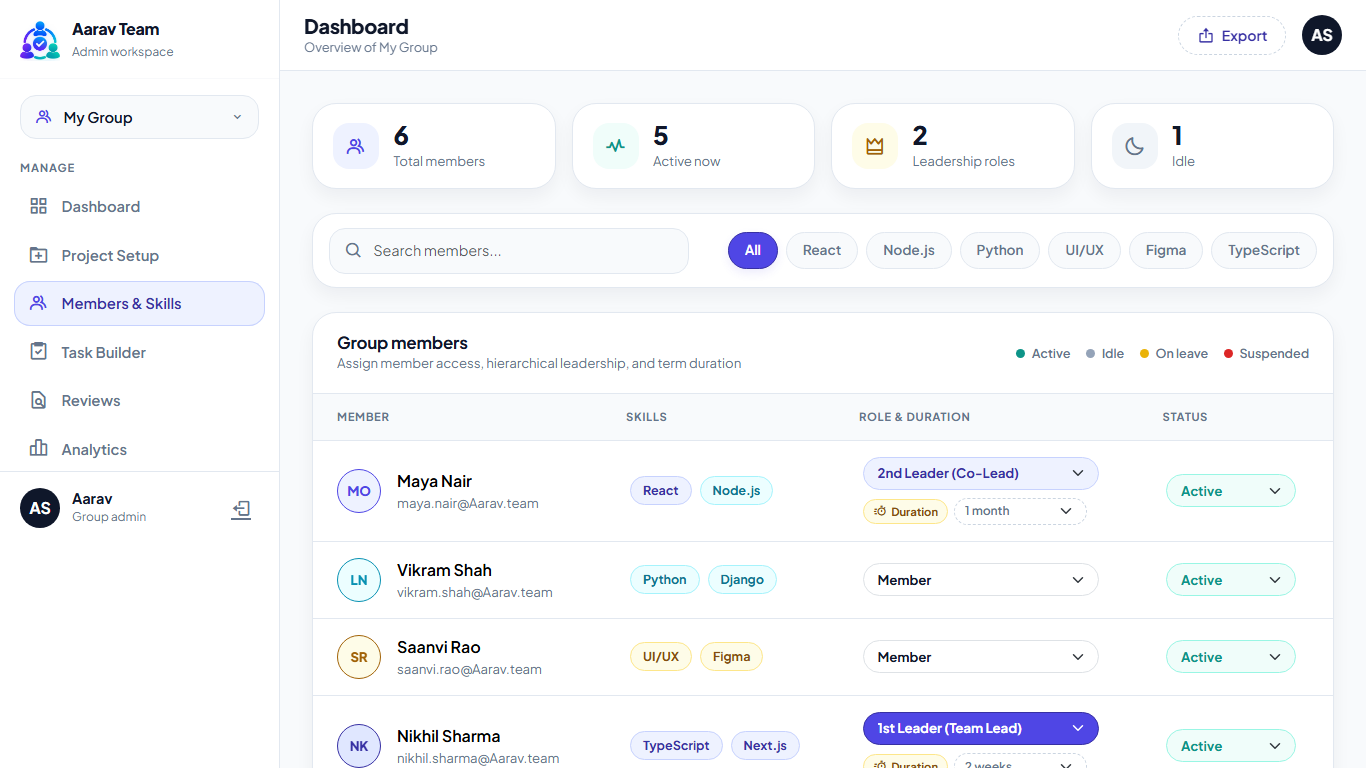 Aarav Team
Admin workspace
My Group
MANAGE
Dashboard
Project Setup
Members & Skills
Task Builder
Reviews
Analytics
AS
Aarav
Group admin
Dashboard
Overview of My Group
Export
AS
6
Total members
5
Active now
2
Leadership roles
1
Idle
Search members...
All React Node.js Python UI/UX Figma TypeScript
Group members
Assign member access, hierarchical leadership, and term duration
Active Idle On leave Suspended
MEMBER SKILLS ROLE & DURATION STATUS
MO
Maya Nair
maya.nair@Aarav.team
React Node.js
2nd Leader (Co-Lead)
Duration 1 month
Active
LN
Vikram Shah
vikram.shah@Aarav.team
Python Django
Member
Active
SR
Saanvi Rao
saanvi.rao@Aarav.team
UI/UX Figma
Member
Active
NK
Nikhil Sharma
nikhil.sharma@Aarav.team
TypeScript Next.js
1st Leader (Team Lead)
Duration 2 weeks
Active